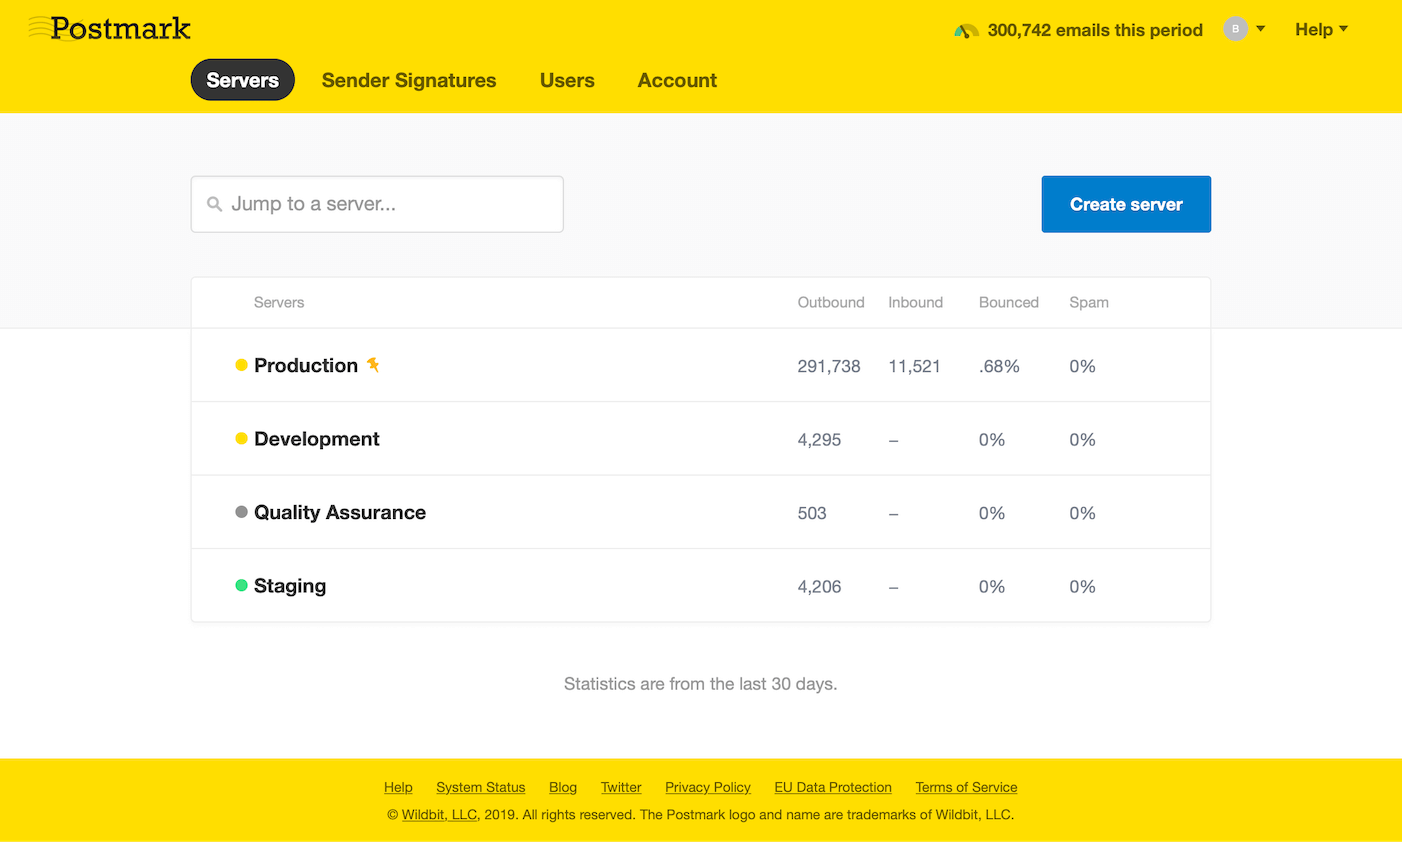 Postmark
300,742 emails this period
B
Help
Servers Sender Signatures Users Account
Jump to a server...
Create server
Servers Outbound Inbound Bounced Spam
Production 291,738 11,521 .68% 0%
Development 4,295 – 0% 0%
Quality Assurance 503 – 0% 0%
Staging 4,206 – 0% 0%
Statistics are from the last 30 days.
Help System Status Blog Twitter Privacy Policy EU Data Protection Terms of Service
© Wildbit, LLC, 2019. All rights reserved. The Postmark logo and name are trademarks of Wildbit, LLC.